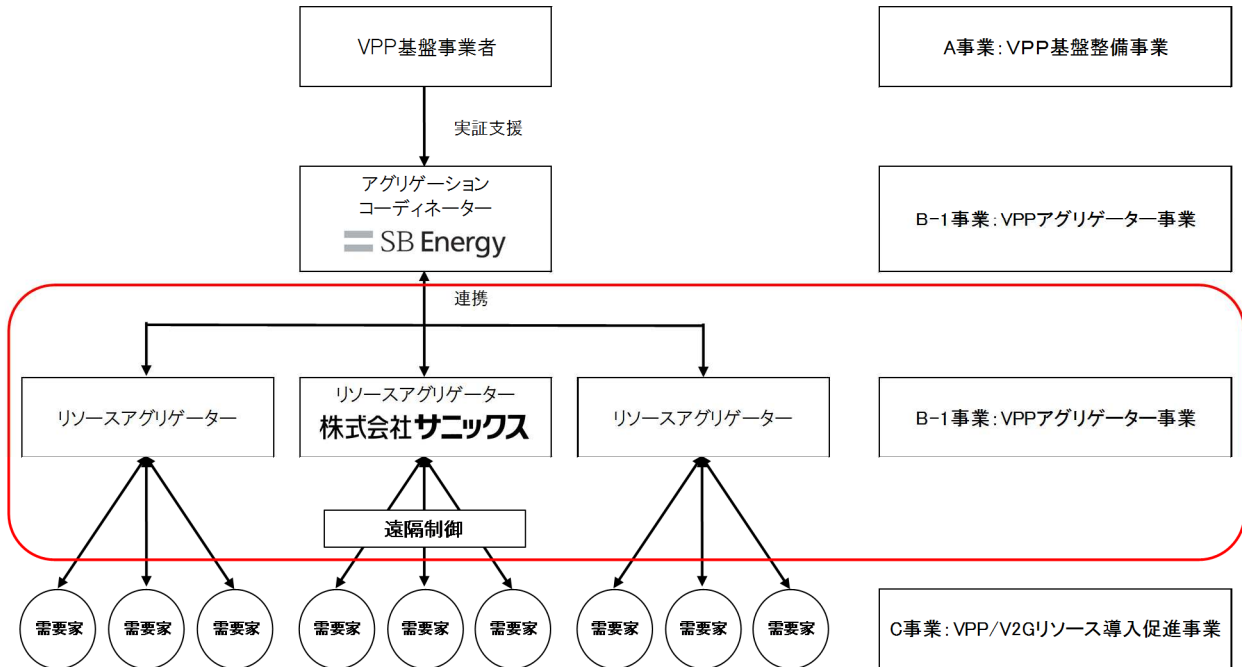 VPP基盤事業者
A事業：VPP基盤整備事業
実証支援
アグリゲーション
コーディネーター
SB Energy
B-1事業：VPPアグリゲーター事業
連携
リソースアグリゲーター
リソースアグリゲーター
株式会社サニックス
リソースアグリゲーター
B-1事業：VPPアグリゲーター事業
遠隔制御
需要家
需要家
需要家
需要家
需要家
需要家
需要家
需要家
需要家
C事業：VPP/V2Gリソース導入促進事業